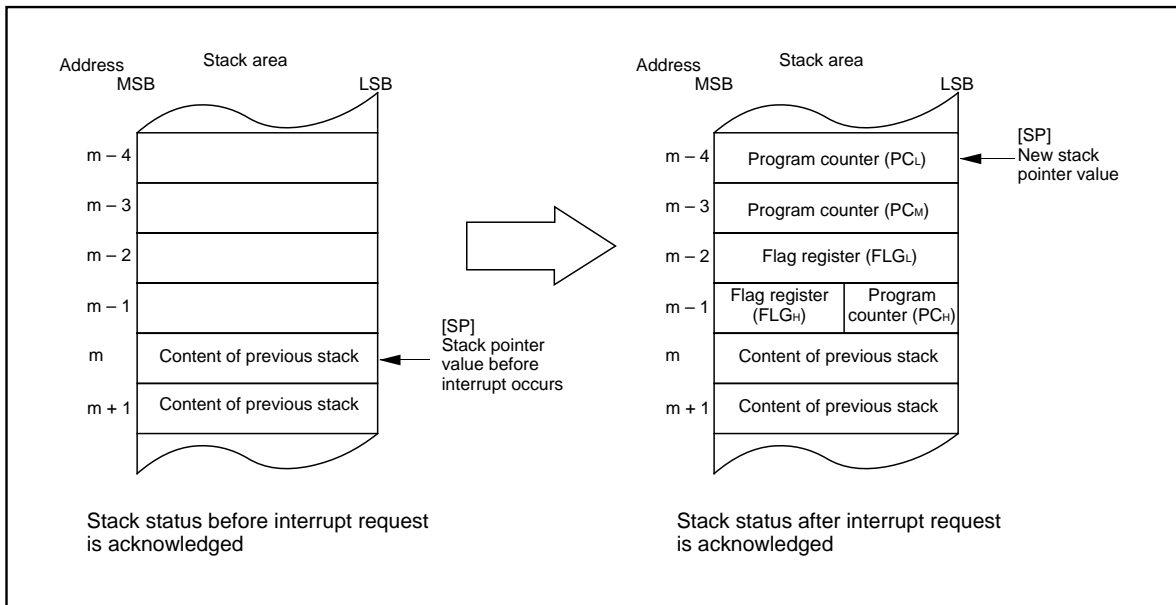 Address
Stack area
MSB
LSB
m – 4
m – 3
m – 2
m – 1
m
Content of previous stack
m + 1
Content of previous stack
[SP]
Stack pointer
value before
interrupt occurs
Stack status before interrupt request
is acknowledged
Address
Stack area
MSB
LSB
m – 4
Program counter (PCL)
m – 3
Program counter (PCM)
m – 2
Flag register (FLGL)
m – 1
Flag register
(FLGH)
Program
counter (PCH)
m
Content of previous stack
m + 1
Content of previous stack
[SP]
New stack
pointer value
Stack status after interrupt request
is acknowledged